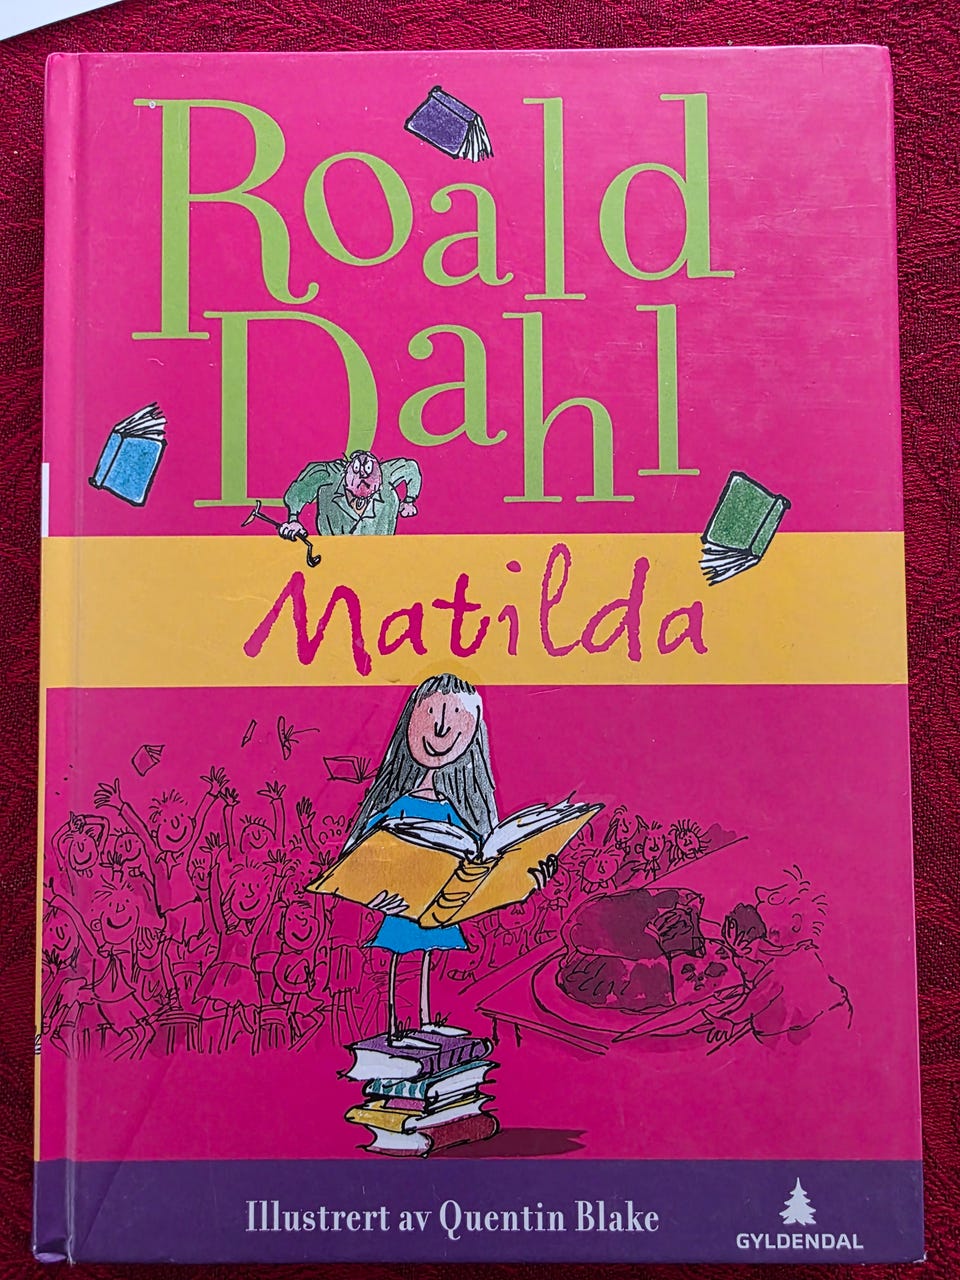 Roald
Dahl
Matilda
Illustrert av Quentin Blake
GYLDENDAL